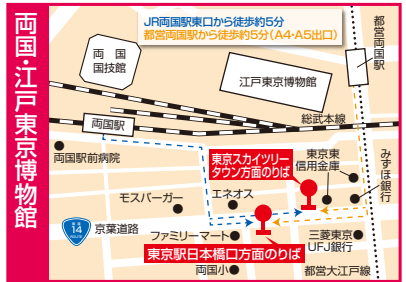 両国・江戸東京博物館
JR両国駅東口から徒歩約5分
都営両国駅から徒歩約5分(A4・A5出口)
都営両国駅
両国
国技館
江戸東京博物館
総武本線
両国駅
両国駅前病院
東京スカイツリー
タウン方面のりば
東京東
信用金庫
みずほ銀行
モスバーガー
エネオス
国道
14
ROUTE
京葉道路
ファミリーマート
三菱東京
UFJ銀行
東京駅日本橋口方面のりば
両国小
都営大江戸線